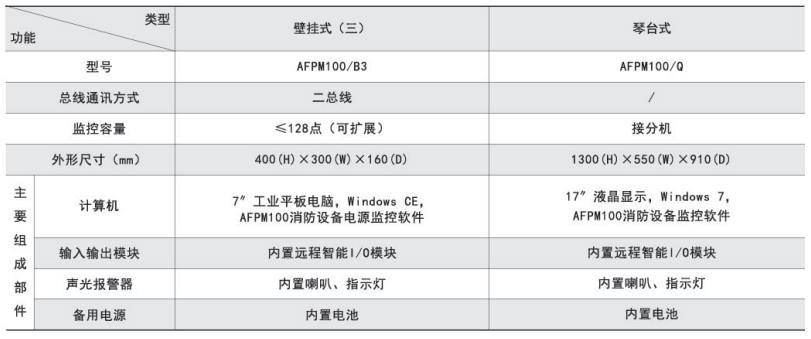 类型
功能
壁挂式（三）
琴台式
型号
AFPM100/B3
AFPM100/Q
总线通讯方式
二总线
/
监控容量
≤128点（可扩展）
接分机
外形尺寸（mm）
400(H)×300(W)×160(D)
1300(H)×550(W)×910(D)
主要组成部件
计算机
7″工业平板电脑，Windows CE，
AFPM100消防设备电源监控软件
17″液晶显示，Windows 7，
AFPM100消防设备监控软件
输入输出模块
内置远程智能I/O模块
内置远程智能I/O模块
声光报警器
内置喇叭、指示灯
内置喇叭、指示灯
备用电源
内置电池
内置电池